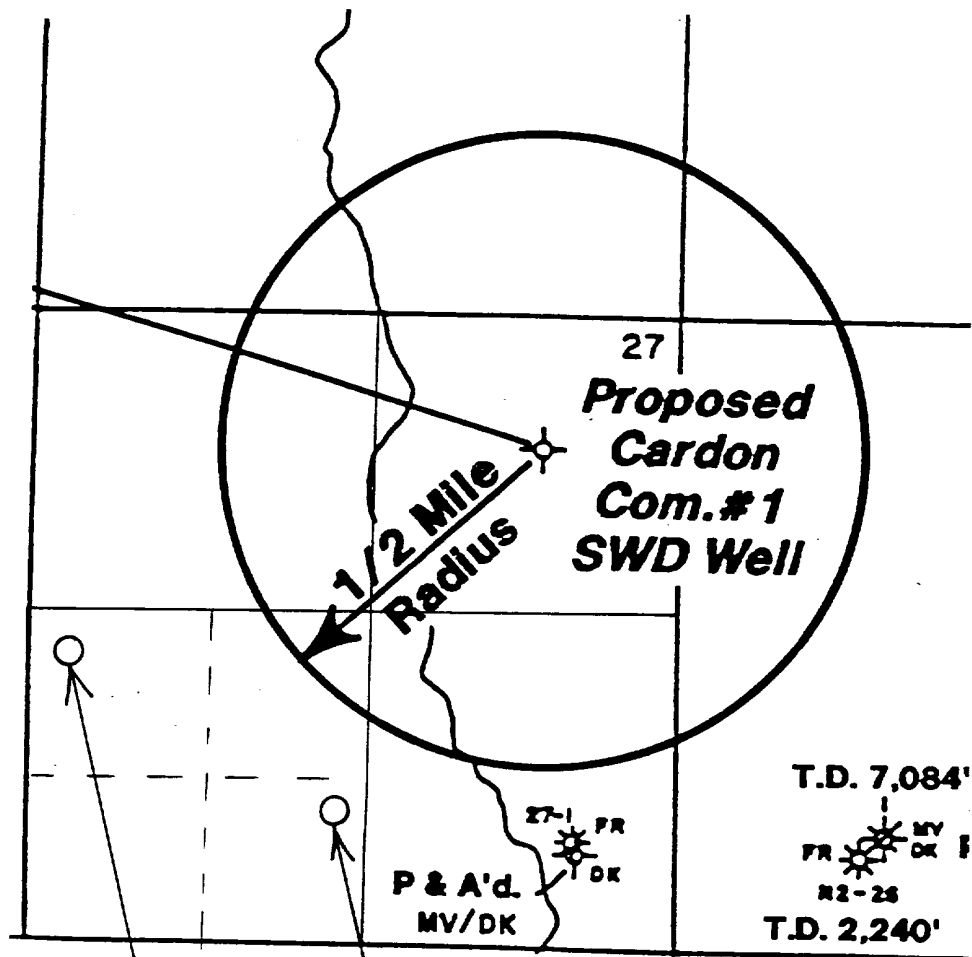 27
Proposed
Cardon
Com.#1
SWD Well
1/2 Mile
Radius
T.D. 7,084'
27-1
FR
DK
P & A'd.
MV/DK
MV
DK
FR
T.D. 2,240'